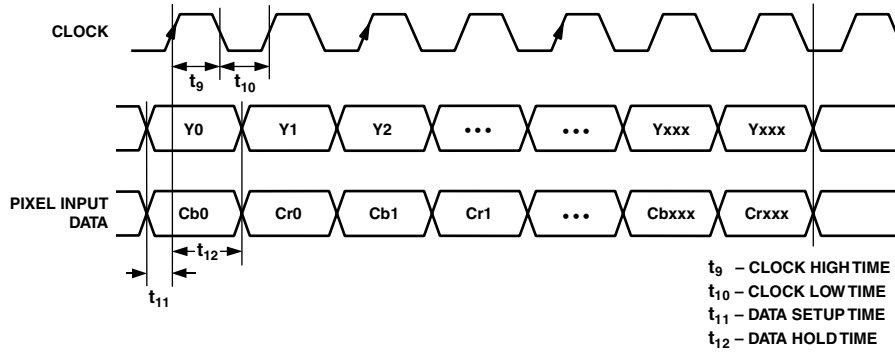 CLOCK
t9 t10
Y0 Y1 Y2 ••• ••• Yxxx Yxxx
PIXEL INPUT
DATA
Cb0 Cr0 Cb1 Cr1 ••• Cbxxx Crxxx
t12
t11
t9 – CLOCK HIGH TIME
t10 – CLOCK LOW TIME
t11 – DATA SETUP TIME
t12 – DATA HOLD TIME